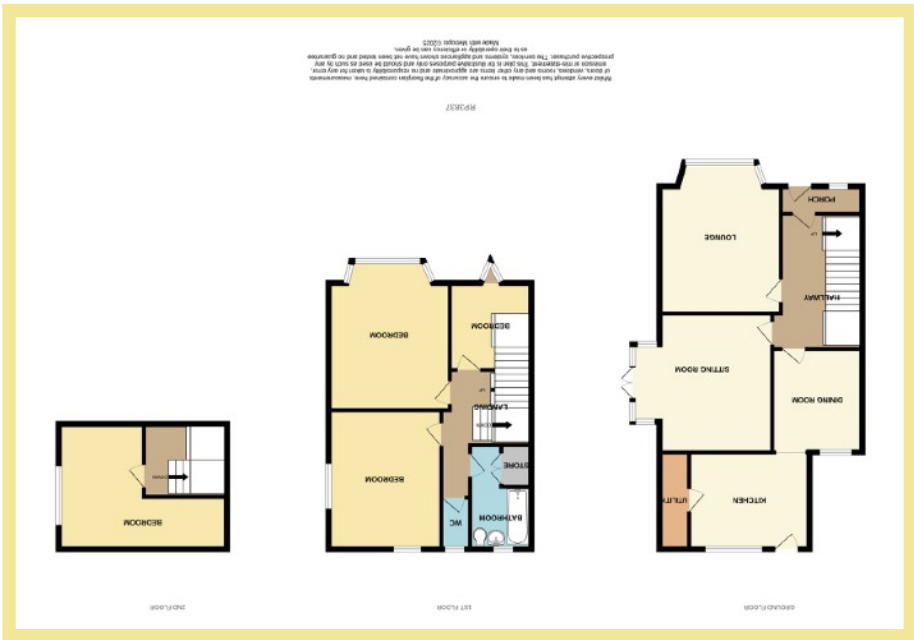 GROUND FLOOR
1ST FLOOR
2ND FLOOR
KITCHEN
UTILITY
DINING ROOM
SITTING ROOM
HALLWAY
UP
LOUNGE
PORCH
BATHROOM
WC
STORE
BEDROOM
DOWN
LANDING
UP
BEDROOM
BEDROOM
BEDROOM
DOWN
RIP3837
Whilst every attempt has been made to ensure the accuracy of the floorplan contained here, measurements
of doors, windows, rooms and any other items are approximate and no responsibility is taken for any error,
omission or mis-statement. This plan is for illustrative purposes only and should be used as such by any
prospective purchaser. The services, systems and appliances shown have not been tested and no guarantee
as to their operability or efficiency can be given.
Made with Metropix ©2025